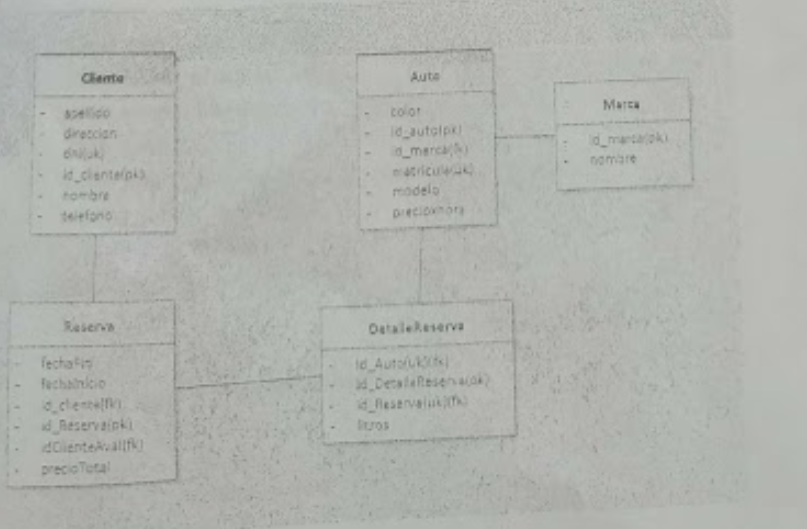 Cliente
- apellido
- direccion
- dni(uk)
- id_cliente(pk)
- nombre
- telefono
Auto
- color
- id_auto(pk)
- id_marca(fk)
- matricula(uk)
- modelo
- precioxhora
Marca
- id_marca(pk)
- nombre
Reserva
- fechaFin
- fechaInicio
- id_cliente(fk)
- id_Reserva(pk)
- idClienteAval(fk)
- precioTotal
DetalleReserva
- id_Auto(uk)(fk)
- id_DetalleReserva(pk)
- id_Reserva(uk)(fk)
- litros